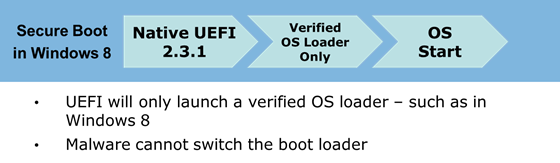 Secure Boot
in Windows 8
Native UEFI
2.3.1
Verified
OS Loader
Only
OS
Start
• UEFI will only launch a verified OS loader – such as in
Windows 8
• Malware cannot switch the boot loader